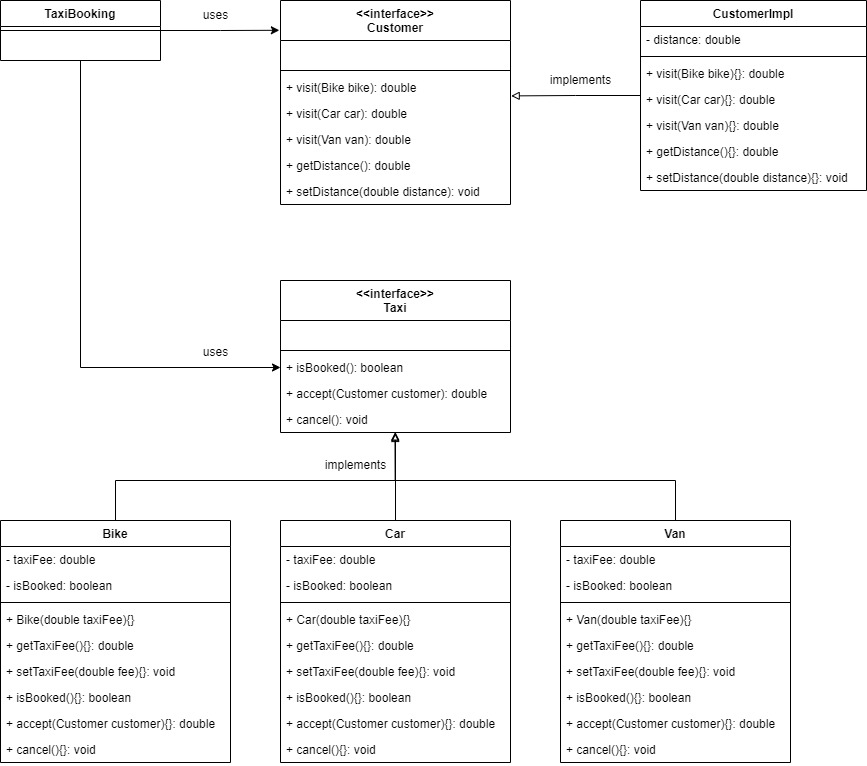 TaxiBooking
uses
<<interface>>
Customer
+ visit(Bike bike): double
+ visit(Car car): double
+ visit(Van van): double
+ getDistance(): double
+ setDistance(double distance): void
implements
CustomerImpl
- distance: double
+ visit(Bike bike){}: double
+ visit(Car car){}: double
+ visit(Van van){}: double
+ getDistance(){}: double
+ setDistance(double distance){}: void
uses
<<interface>>
Taxi
+ isBooked(): boolean
+ accept(Customer customer): double
+ cancel(): void
implements
Bike
- taxiFee: double
- isBooked: boolean
+ Bike(double taxiFee){}
+ getTaxiFee(){}: double
+ setTaxiFee(double fee){}: void
+ isBooked(){}: boolean
+ accept(Customer customer){}: double
+ cancel(){}: void
Car
- taxiFee: double
- isBooked: boolean
+ Car(double taxiFee){}
+ getTaxiFee(){}: double
+ setTaxiFee(double fee){}: void
+ isBooked(){}: boolean
+ accept(Customer customer){}: double
+ cancel(){}: void
Van
- taxiFee: double
- isBooked: boolean
+ Van(double taxiFee){}
+ getTaxiFee(){}: double
+ setTaxiFee(double fee){}: void
+ isBooked(){}: boolean
+ accept(Customer customer){}: double
+ cancel(){}: void